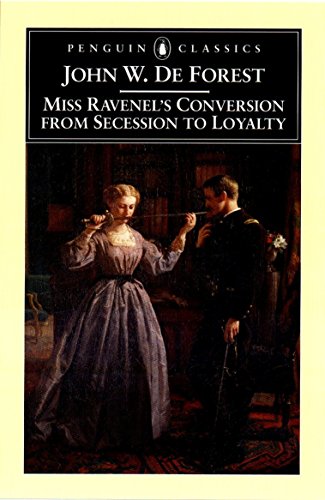 PENGUIN CLASSICS
JOHN W. DE FOREST
MISS RAVENEL'S CONVERSION
FROM SECESSION TO LOYALTY